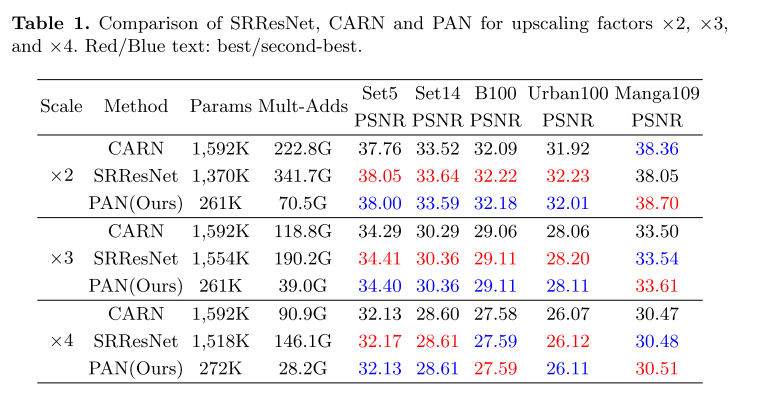 Table 1. Comparison of SRResNet, CARN and PAN for upscaling factors ×2, ×3,
and ×4. Red/Blue text: best/second-best.
Scale Method Params Mult-Adds Set5 Set14 B100 Urban100 Manga109
PSNR PSNR PSNR PSNR PSNR
CARN 1,592K 222.8G 37.76 33.52 32.09 31.92 38.36
×2 SRResNet 1,370K 341.7G 38.05 33.64 32.22 32.23 38.05
PAN(Ours) 261K 70.5G 38.00 33.59 32.18 32.01 38.70
CARN 1,592K 118.8G 34.29 30.29 29.06 28.06 33.50
×3 SRResNet 1,554K 190.2G 34.41 30.36 29.11 28.20 33.54
PAN(Ours) 261K 39.0G 34.40 30.36 29.11 28.11 33.61
CARN 1,592K 90.9G 32.13 28.60 27.58 26.07 30.47
×4 SRResNet 1,518K 146.1G 32.17 28.61 27.59 26.12 30.48
PAN(Ours) 272K 28.2G 32.13 28.61 27.59 26.11 30.51